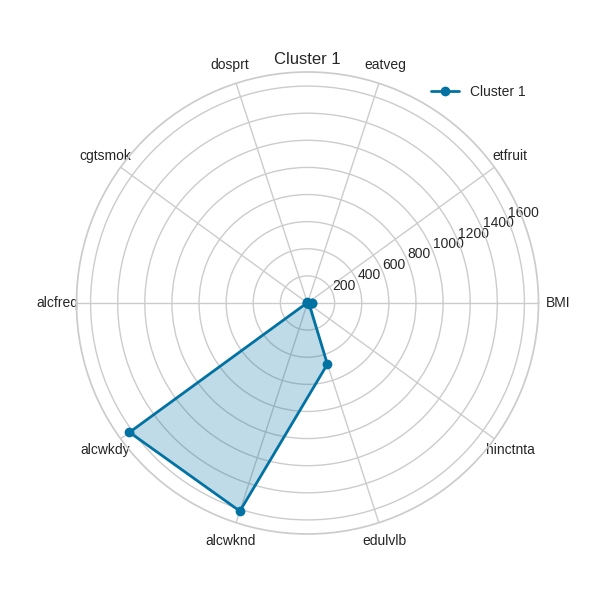 Cluster 1
dosprt
eatveg
Cluster 1
cgtsmok
etfruit
1600
1400
1200
1000
800
600
400
200
alcfreq
BMI
alcwkdy
hinctnta
alcwknd
edulvlb